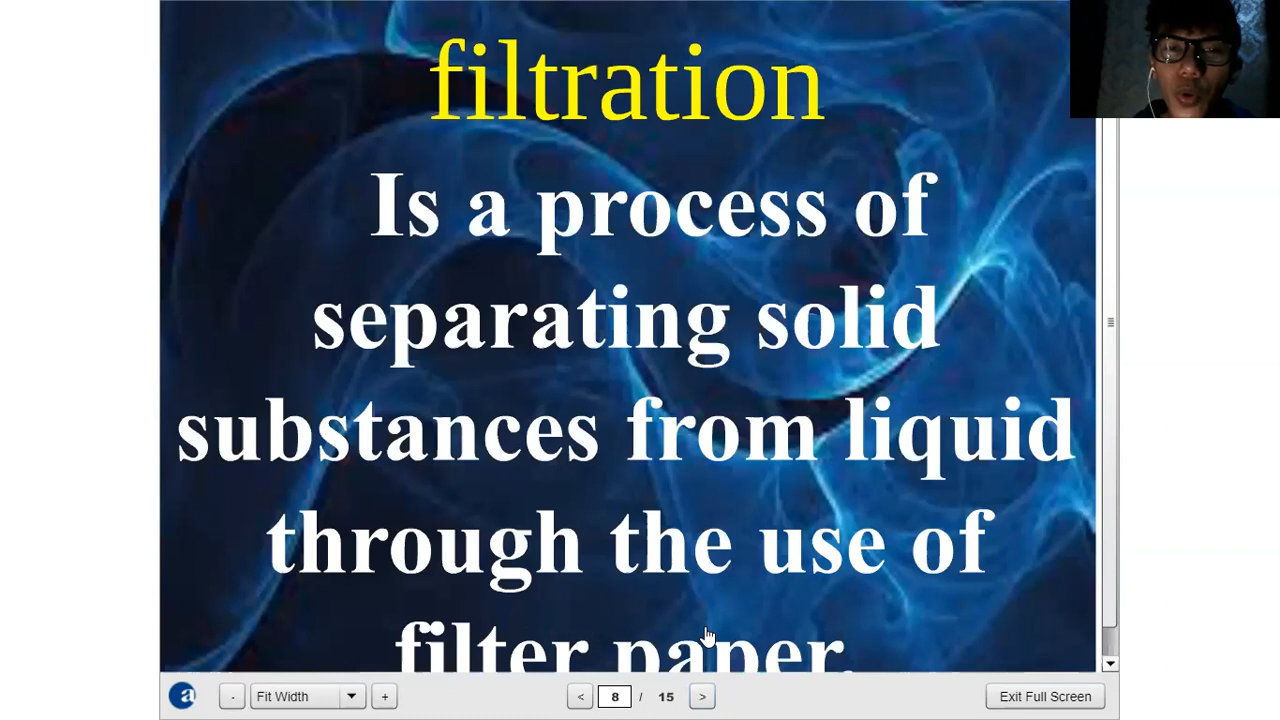 filtration
Is a process of
separating solid
substances from liquid
through the use of
filter paper.
a - Fit Width + < 8 / 15 > Exit Full Screen